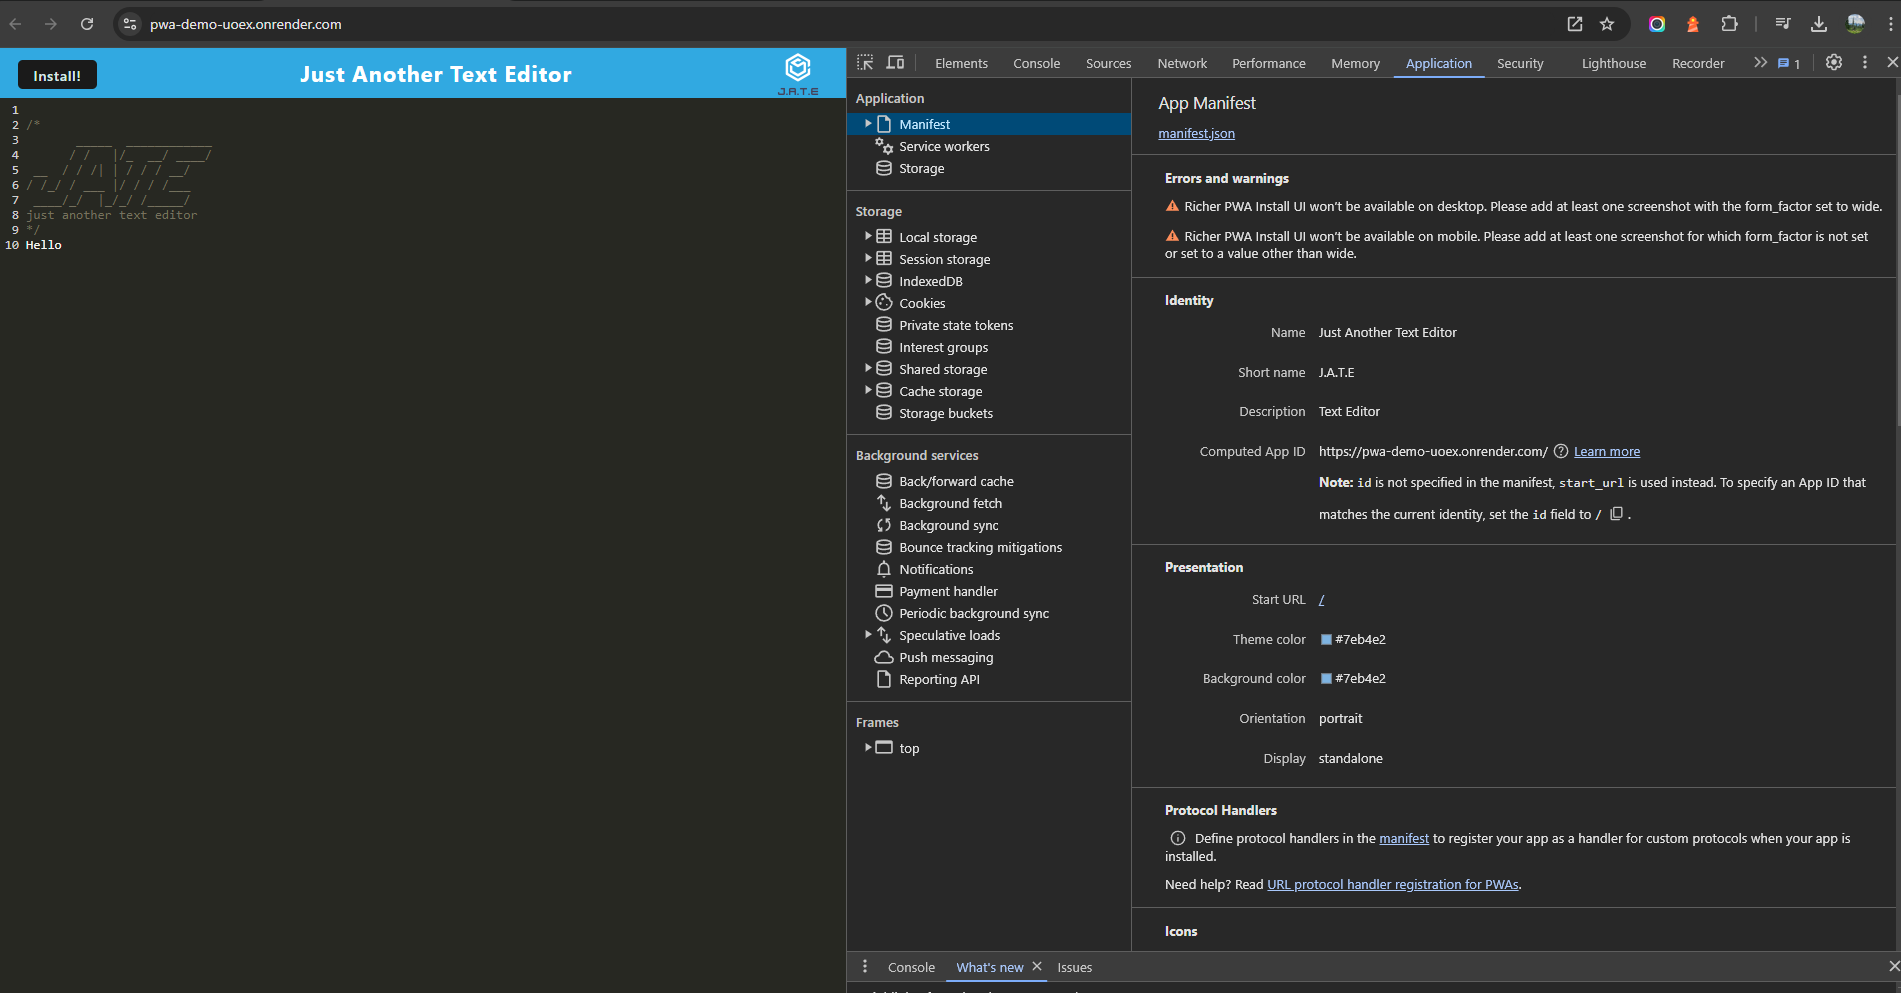 pwa-demo-uoex.onrender.com
Install!
Just Another Text Editor
J.A.T.E
1
2 /*
3
4
5
6
7
8 just another text editor
9 */
10 Hello
Elements Console Sources Network Performance Memory Application Security Lighthouse Recorder 1
Application
Manifest
Service workers
Storage
Storage
Local storage
Session storage
IndexedDB
Cookies
Private state tokens
Interest groups
Shared storage
Cache storage
Storage buckets
Background services
Back/forward cache
Background fetch
Background sync
Bounce tracking mitigations
Notifications
Payment handler
Periodic background sync
Speculative loads
Push messaging
Reporting API
Frames
top
App Manifest
manifest.json
Errors and warnings
Richer PWA Install UI won’t be available on desktop. Please add at least one screenshot with the form_factor set to wide.
Richer PWA Install UI won’t be available on mobile. Please add at least one screenshot for which form_factor is not set
or set to a value other than wide.
Identity
Name Just Another Text Editor
Short name J.A.T.E
Description Text Editor
Computed App ID https://pwa-demo-uoex.onrender.com/ Learn more
Note: id is not specified in the manifest, start_url is used instead. To specify an App ID that
matches the current identity, set the id field to / .
Presentation
Start URL /
Theme color #7eb4e2
Background color #7eb4e2
Orientation portrait
Display standalone
Protocol Handlers
Define protocol handlers in the manifest to register your app as a handler for custom protocols when your app is
installed.
Need help? Read URL protocol handler registration for PWAs.
Icons
Console What's new Issues